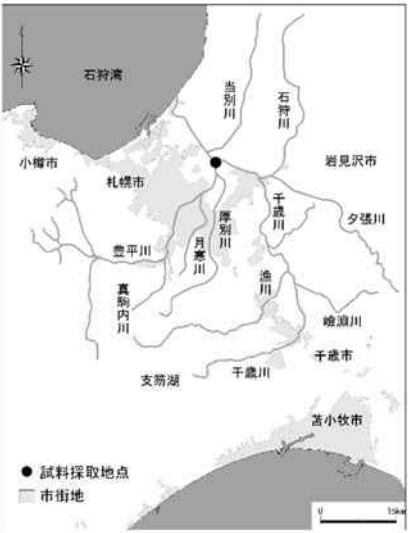 石狩湾
当別川
石狩川
小樽市
札幌市
岩見沢市
千歳川
夕張川
豊平川
月寒川
厚別川
漁川
真駒内川
嶮淵川
千歳市
支笏湖
千歳川
苫小牧市
● 試料採取地点
市街地
0 15km